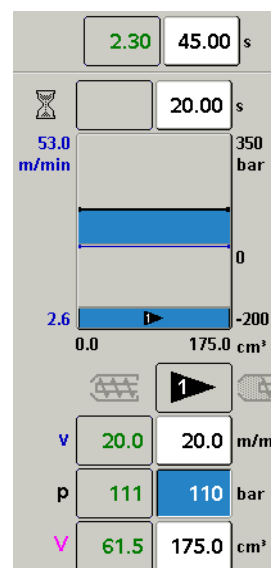 2.30 45.00 s
20.00 s
53.0 350
m/min bar
0
2.6 1 -200
0.0 175.0 cm³
1
v 20.0 20.0 m/m
p 111 110 bar
V 61.5 175.0 cm³